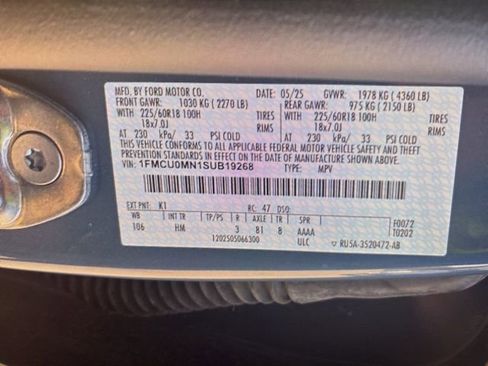 MFD. BY FORD MOTOR CO. DATE: 05/25 GVWR: 1978 KG ( 4360 LB)
FRONT GAWR: 1030 KG ( 2270 LB) REAR GAWR: 975 KG ( 2150 LB)
WITH 225/60R18 100H TIRES WITH 225/60R18 100H TIRES
18x7.0J RIMS 18x7.0J RIMS
AT 230 kPa/ 33 PSI COLD AT 230 kPa/ 33 PSI COLD
THIS VEHICLE CONFORMS TO ALL APPLICABLE FEDERAL MOTOR VEHICLE SAFETY AND THEFT
PREVENTION STANDARDS IN EFFECT ON THE DATE OF MANUFACTURE SHOWN ABOVE.
VIN: 1FMCU0MN1SUB19268 TYPE: MPV
EXT PNT: K1 RC: 47 DSO:
WB INT TR TP/PS R AXLE TR SPR F0072
106 HM 3 81 8 AAAA T0202
1202505066300 ULC RU5A-3520472-AB